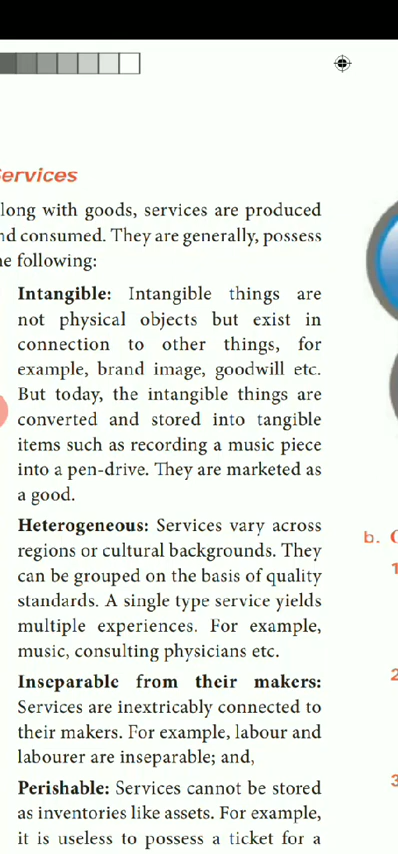 ervices
long with goods, services are produced
nd consumed. They are generally, possess
e following:
Intangible: Intangible things are
not physical objects but exist in
connection to other things, for
example, brand image, goodwill etc.
But today, the intangible things are
converted and stored into tangible
items such as recording a music piece
into a pen-drive. They are marketed as
a good.
Heterogeneous: Services vary across
regions or cultural backgrounds. They
can be grouped on the basis of quality
standards. A single type service yields
multiple experiences. For example,
music, consulting physicians etc.
Inseparable from their makers:
Services are inextricably connected to
their makers. For example, labour and
labourer are inseparable; and,
Perishable: Services cannot be stored
as inventories like assets. For example,
it is useless to possess a ticket for a
b.
1
2
3